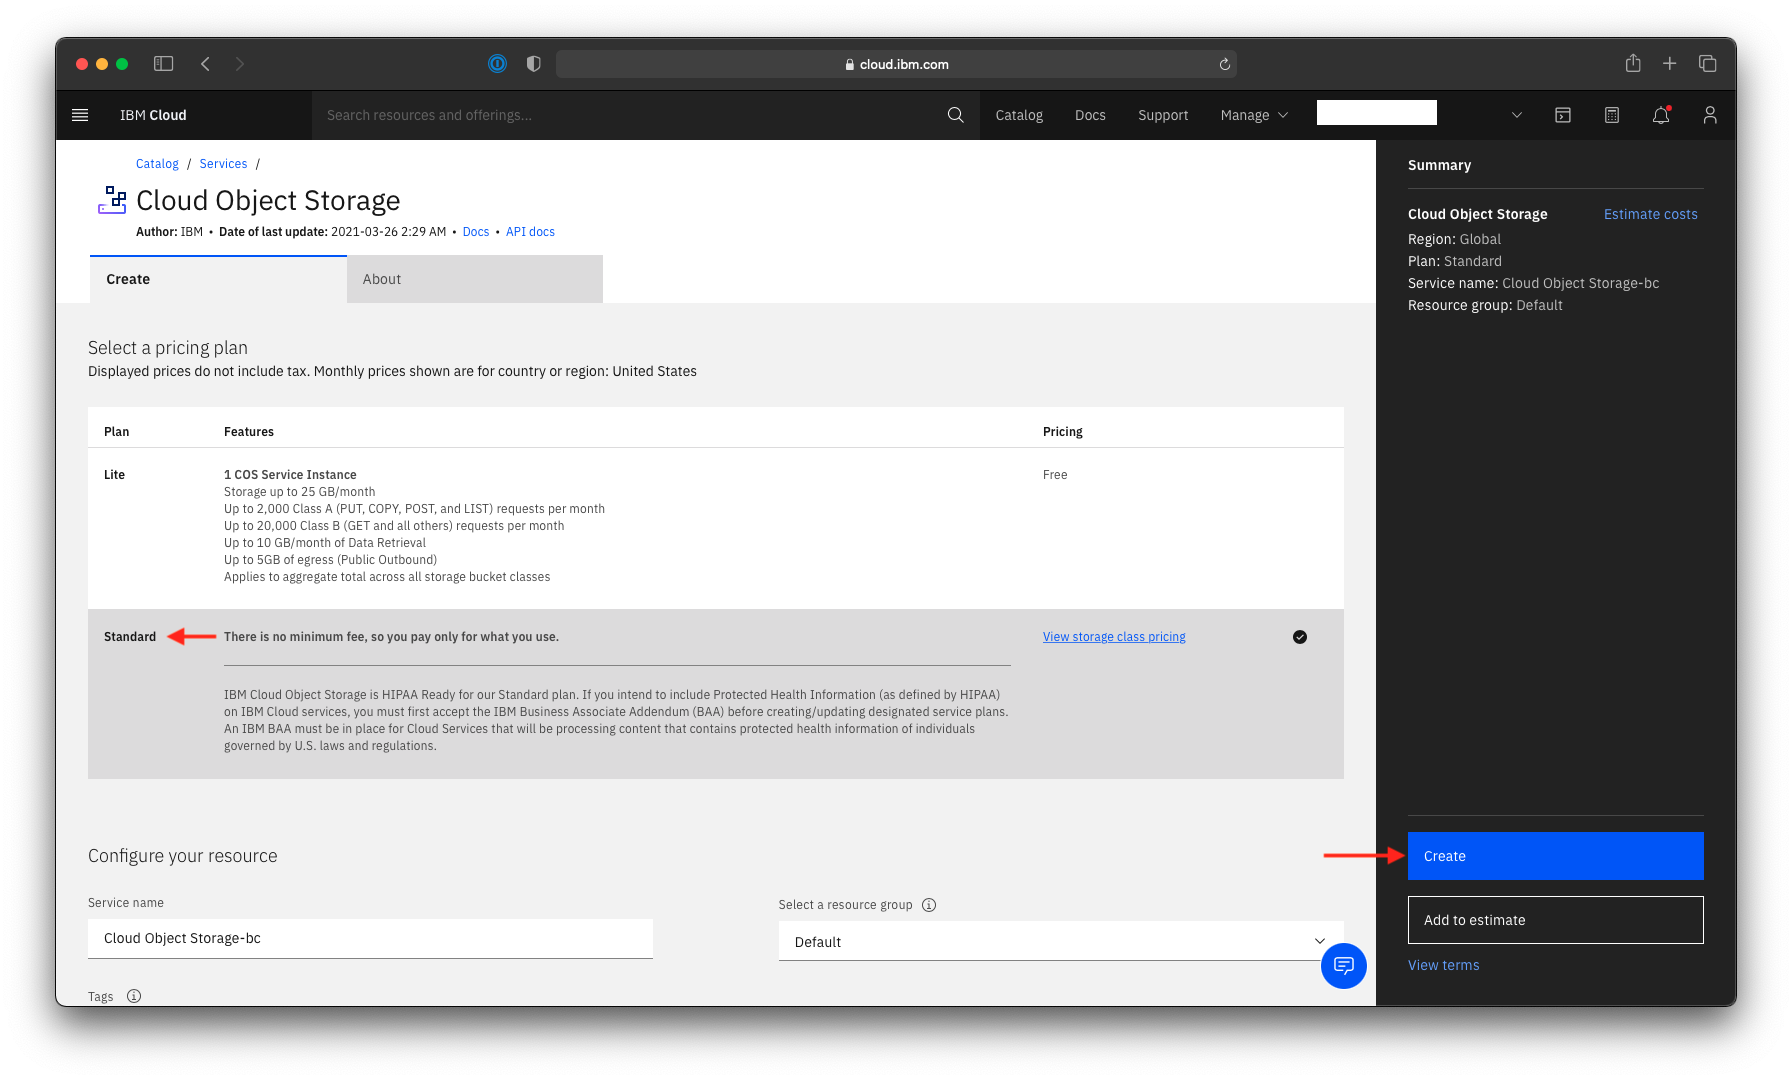 cloud.ibm.com
IBM Cloud
Search resources and offerings...
Catalog
Docs
Support
Manage
Catalog / Services /
Cloud Object Storage
Author: IBM • Date of last update: 2021-03-26 2:29 AM • Docs • API docs
Create
About
Select a pricing plan
Displayed prices do not include tax. Monthly prices shown are for country or region: United States
Plan
Features
Pricing
Lite
1 COS Service Instance
Free
Storage up to 25 GB/month
Up to 2,000 Class A (PUT, COPY, POST, and LIST) requests per month
Up to 20,000 Class B (GET and all others) requests per month
Up to 10 GB/month of Data Retrieval
Up to 5GB of egress (Public Outbound)
Applies to aggregate total across all storage bucket classes
Standard
There is no minimum fee, so you pay only for what you use.
View storage class pricing
IBM Cloud Object Storage is HIPAA Ready for our Standard plan. If you intend to include Protected Health Information (as defined by HIPAA)
on IBM Cloud services, you must first accept the IBM Business Associate Addendum (BAA) before creating/updating designated service plans.
An IBM BAA must be in place for Cloud Services that will be processing content that contains protected health information of individuals
governed by U.S. laws and regulations.
Configure your resource
Service name
Cloud Object Storage-bc
Select a resource group
Default
Tags
Summary
Cloud Object Storage
Estimate costs
Region: Global
Plan: Standard
Service name: Cloud Object Storage-bc
Resource group: Default
Create
Add to estimate
View terms